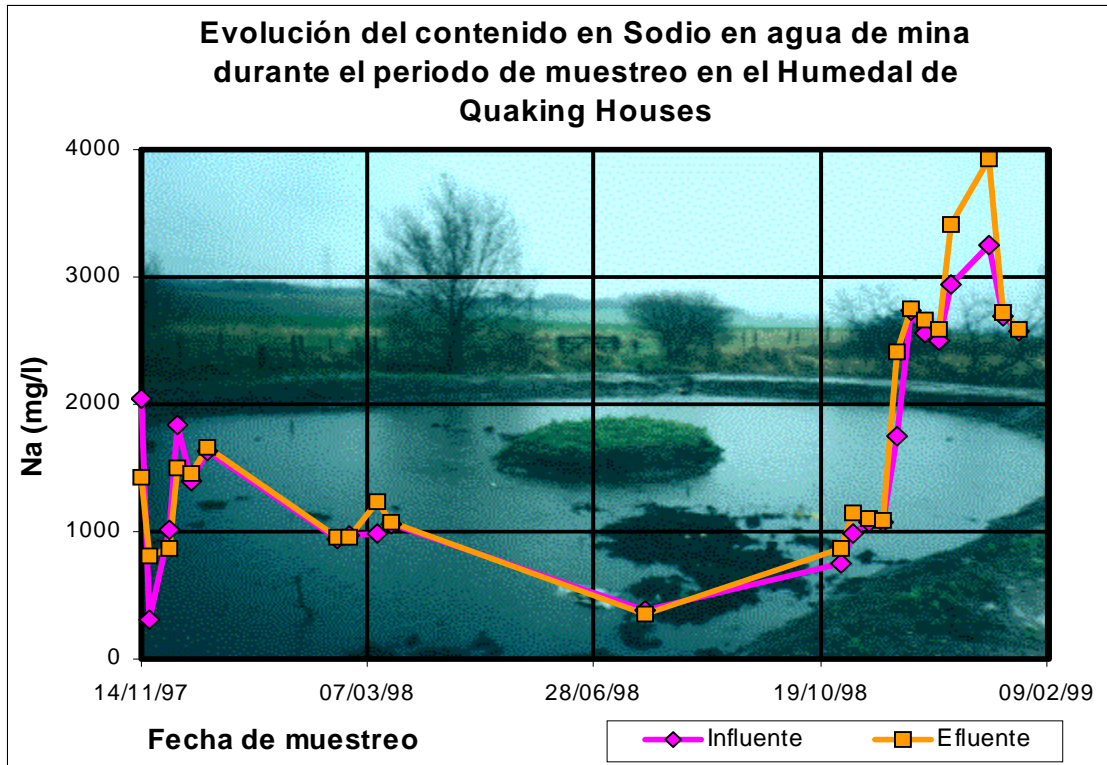 Evolución del contenido en Sodio en agua de mina
durante el periodo de muestreo en el Humedal de
Quaking Houses
Na (mg/l)
4000
3000
2000
1000
0
14/11/97 07/03/98 28/06/98 19/10/98 09/02/99
Fecha de muestreo
Influente Efluente